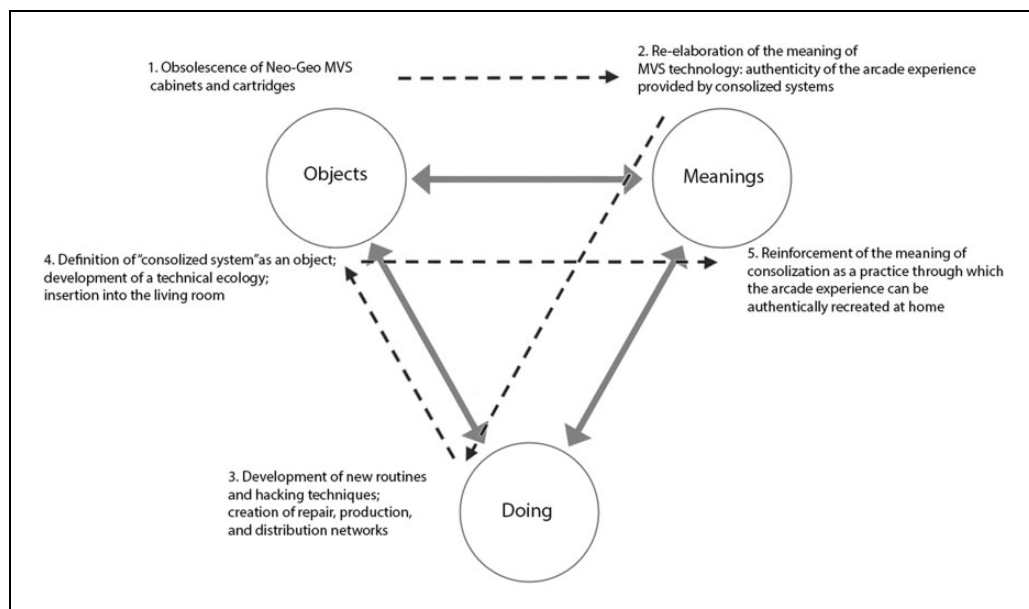 1. Obsolescence of Neo-Geo MVS
cabinets and cartridges
2. Re-elaboration of the meaning of
MVS technology: authenticity of the arcade experience
provided by consolized systems
Objects
Meanings
4. Definition of "consolized system" as an object;
development of a technical ecology;
insertion into the living room
5. Reinforcement of the meaning of
consolization as a practice through which
the arcade experience can be
authentically recreated at home
3. Development of new routines
and hacking techniques;
creation of repair, production,
and distribution networks
Doing